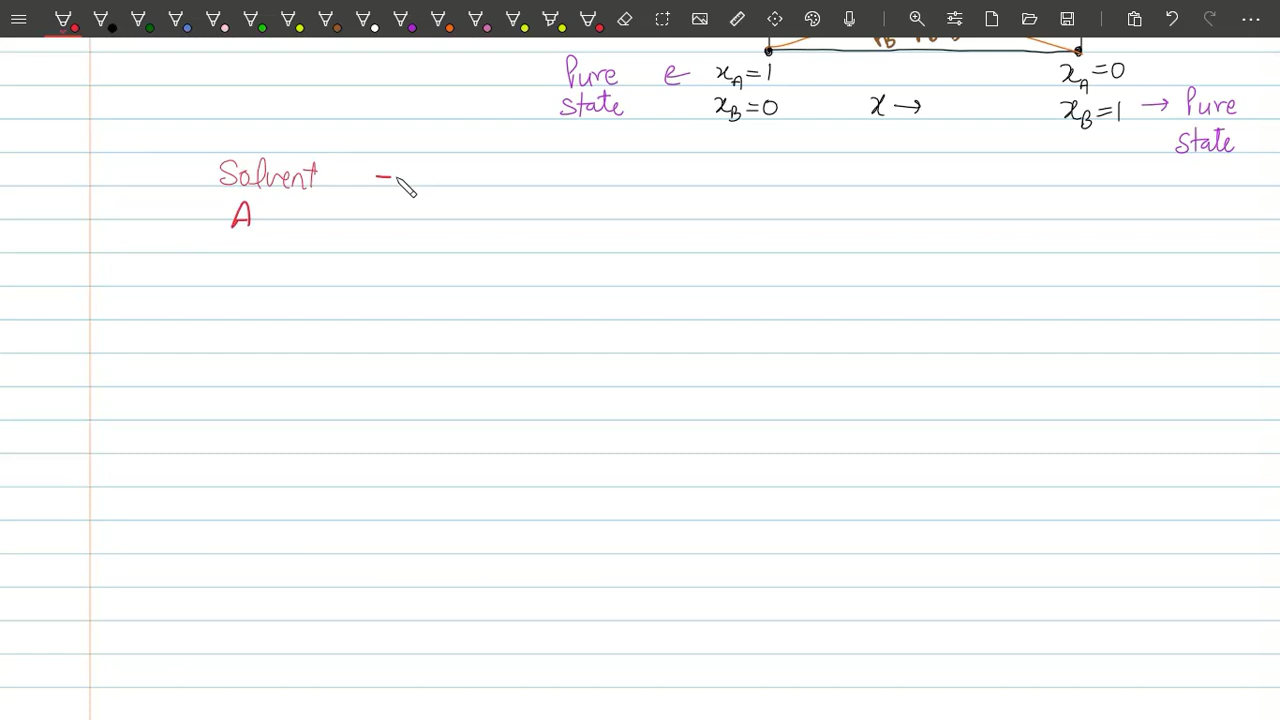 Pure ← x_A=1 x_A=0
state x_B=0 x → x_B=1 → Pure
state
Solvent -
A